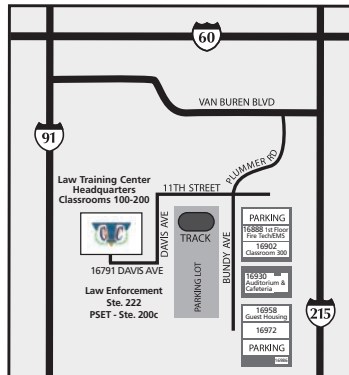 60
VAN BUREN BLVD
91
PLUMMER RD
Law Training Center
Headquarters
Classrooms 100-200
11TH STREET
DAVIS AVE
TRACK
BUNDY AVE
PARKING LOT
16791 DAVIS AVE
Law Enforcement
Ste. 222
PSET - Ste. 200c
PARKING
16888 1st Floor
Fire Tech/EMS
16902
Classroom 300
16930
Auditorium &
Cafeteria
16958
Guest Housing
16972
PARKING
215